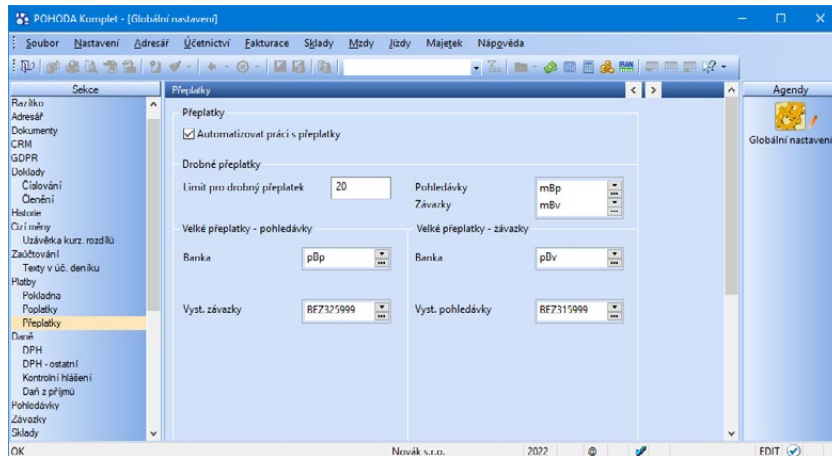 POHODA Komplet - [Globální nastavení]
Soubor Nastavení Adresář Účetnictví Fakturace Sklady Mzdy Jízdy Majetek Nápověda
Sekce
Razítko
Adresář
Dokumenty
CRM
GDPR
Doklady
Číslování
Členění
Historie
Cizí měny
Uzávěrka kurz. rozdílů
Zaúčtování
Texty v úč. deníku
Platby
Pokladna
Poplatky
Přeplatky
Daně
DPH
DPH - ostatní
Kontrolní hlášení
Daň z příjmů
Pohledávky
Závazky
Sklady
Přeplatky
Přeplatky
Automatizovat práci s přeplatky
Drobné přeplatky
Limit pro drobný přeplatek 20 Pohledávky mBp
Závazky mBv
Velké přeplatky - pohledávky Velké přeplatky - závazky
Banka pBp Banka pBv
Vyst. závazky BEZ325999 Vyst. pohledávky BEZ315999
Agendy
Globální nastavení
OK Novák s.r.o. 2022 @ EDIT